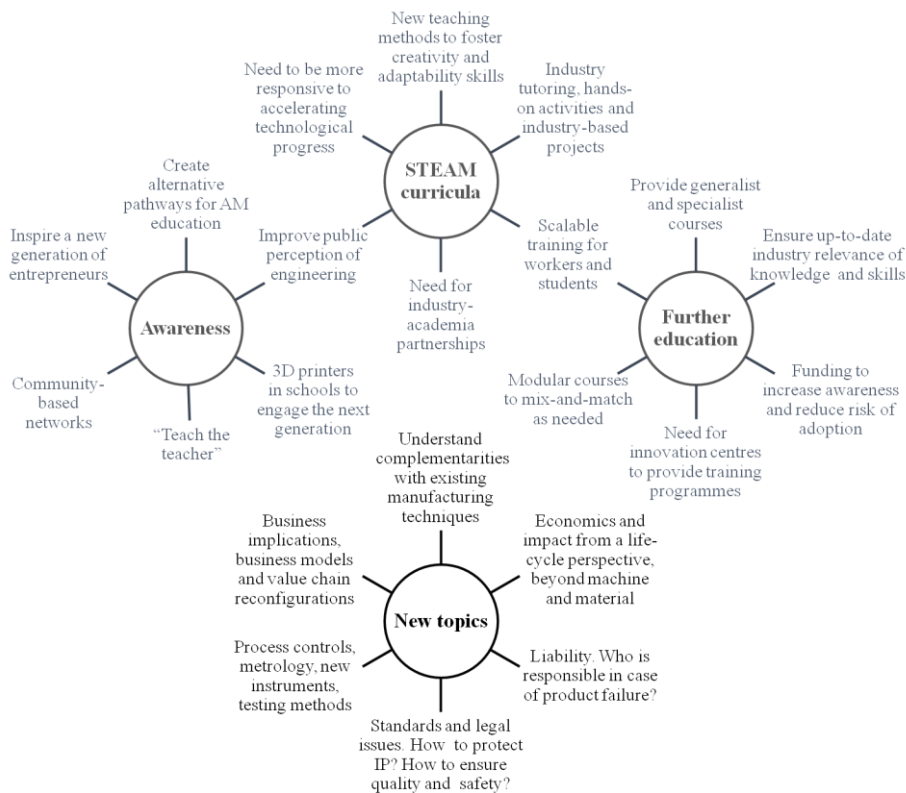 New teaching
methods to foster
creativity and
adaptability skills
Need to be more
responsive to
accelerating
technological
progress
Industry
tutoring, hands-
on activities and
industry-based
projects
STEAM
curricula
Create
alternative
pathways for AM
education
Inspire a new
generation of
entrepreneurs
Improve public
perception of
engineering
Scalable
training for
workers and
students
Need for
industry-
academia
partnerships
Provide generalist
and specialist
courses
Ensure up-to-date
industry relevance of
knowledge and skills
Awareness
Further
education
Community-
based
networks
"Teach the
teacher"
3D printers
in schools to
engage the next
generation
Modular courses
to mix-and-match
as needed
Need for
innovation centres
to provide training
programmes
Funding to
increase awareness
and reduce risk of
adoption
Understand
complementarities
with existing
manufacturing
techniques
Business
implications,
business models
and value chain
reconfigurations
Economics and
impact from a life-
cycle perspective,
beyond machine
and material
New topics
Process controls,
metrology, new
instruments,
testing methods
Liability. Who is
responsible in case
of product failure?
Standards and legal
issues. How to protect
IP? How to ensure
quality and safety?